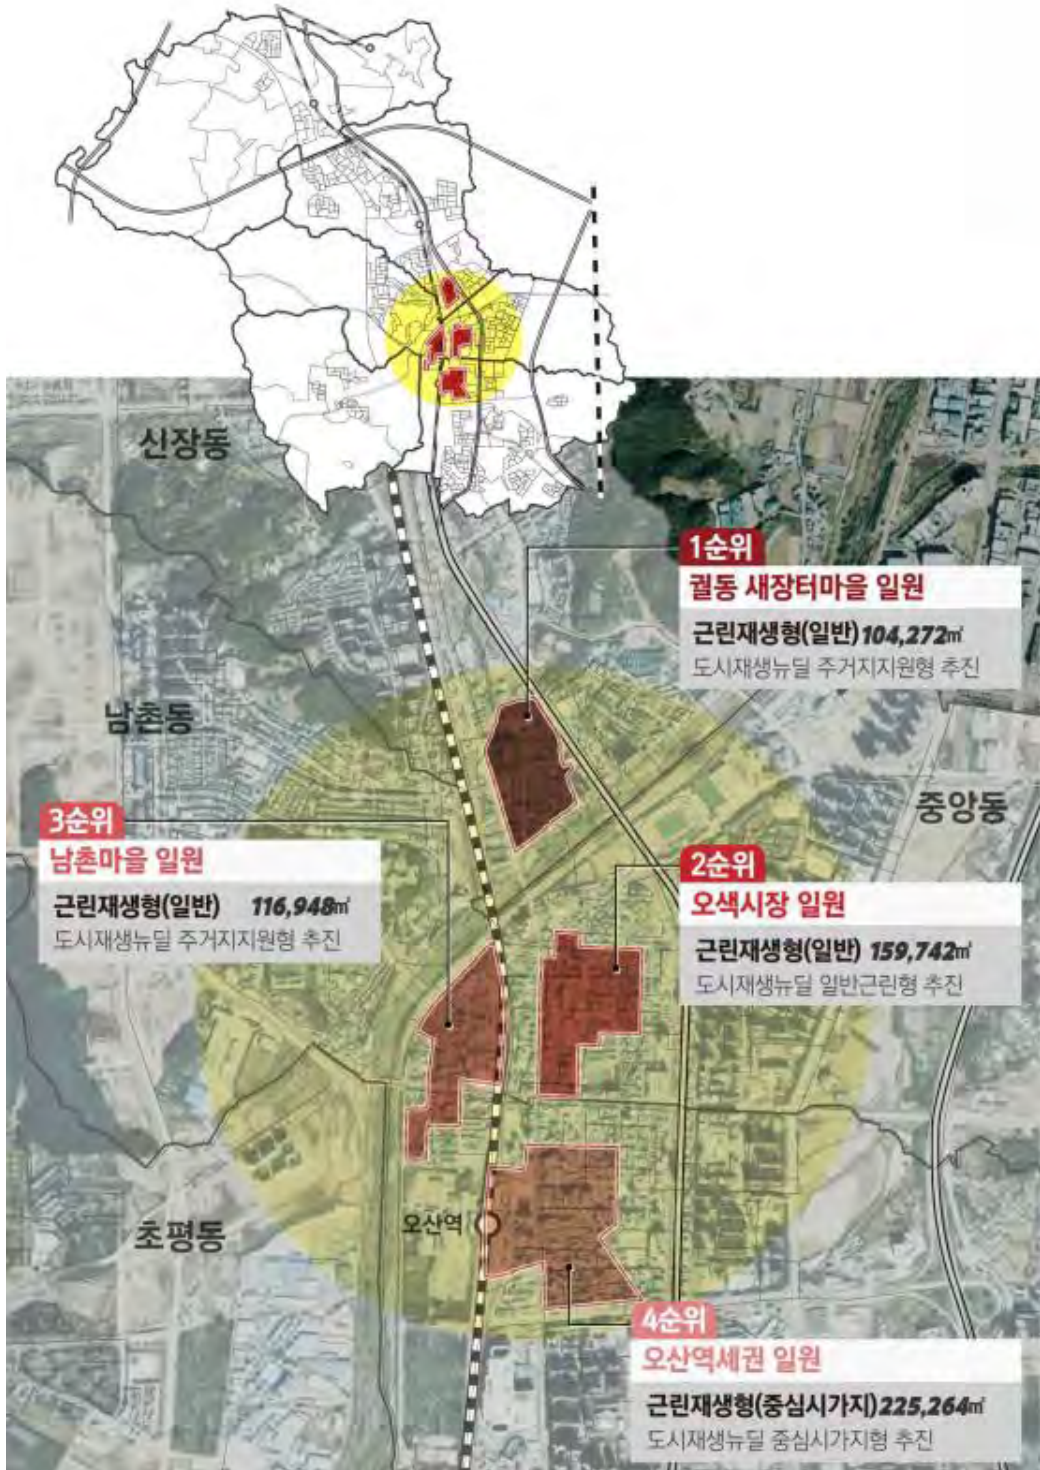 신장동
1순위
궐동 새장터마을 일원
근린재생형(일반) 104,272㎡
도시재생뉴딜 주거지지원형 추진
남촌동
중앙동
3순위
남촌마을 일원
근린재생형(일반) 116,948㎡
도시재생뉴딜 주거지지원형 추진
2순위
오색시장 일원
근린재생형(일반) 159,742㎡
도시재생뉴딜 일반근린형 추진
초평동
오산역
4순위
오산역세권 일원
근린재생형(중심시가지) 225,264㎡
도시재생뉴딜 중심시가지형 추진